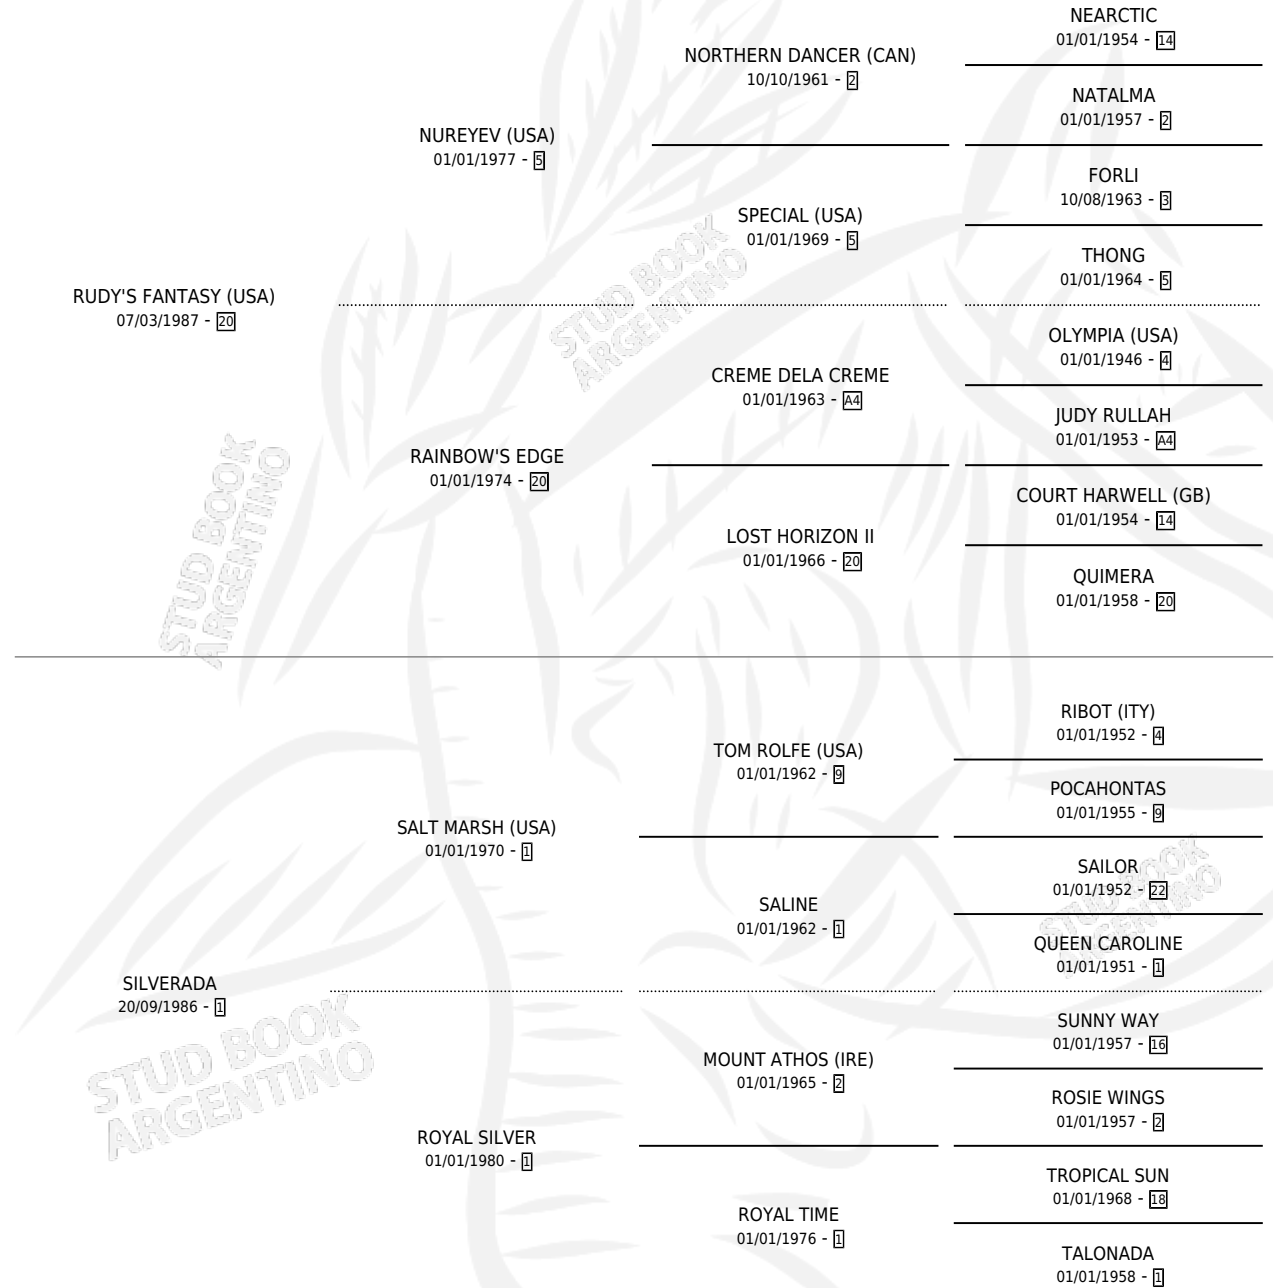 NEARCTIC
01/01/1954 - 14
NORTHERN DANCER (CAN)
10/10/1961 - 2
NATALMA
01/01/1957 - 2
NUREYEV (USA)
01/01/1977 - 5
FORLI
10/08/1963 - 3
SPECIAL (USA)
01/01/1969 - 5
THONG
01/01/1964 - 5
RUDY'S FANTASY (USA)
07/03/1987 - 20
OLYMPIA (USA)
01/01/1946 - 4
CREME DELA CREME
01/01/1963 - A4
JUDY RULLAH
01/01/1953 - A4
RAINBOW'S EDGE
01/01/1974 - 20
COURT HARWELL (GB)
01/01/1954 - 14
LOST HORIZON II
01/01/1966 - 20
QUIMERA
01/01/1958 - 20
RIBOT (ITY)
01/01/1952 - 4
TOM ROLFE (USA)
01/01/1962 - 9
POCAHONTAS
01/01/1955 - 9
SALT MARSH (USA)
01/01/1970 - 1
SAILOR
01/01/1952 - 22
SALINE
01/01/1962 - 1
QUEEN CAROLINE
01/01/1951 - 1
SILVERADA
20/09/1986 - 1
SUNNY WAY
01/01/1957 - 16
MOUNT ATHOS (IRE)
01/01/1965 - 2
ROSIE WINGS
01/01/1957 - 2
ROYAL SILVER
01/01/1980 - 1
TROPICAL SUN
01/01/1968 - 18
ROYAL TIME
01/01/1976 - 1
TALONADA
01/01/1958 - 1
STUD BOOK
ARGENTINO
STUD BOOK
ARGENTINO
STUD BOOK
ARGENTINO
STUD BOOK
ARGENTINO